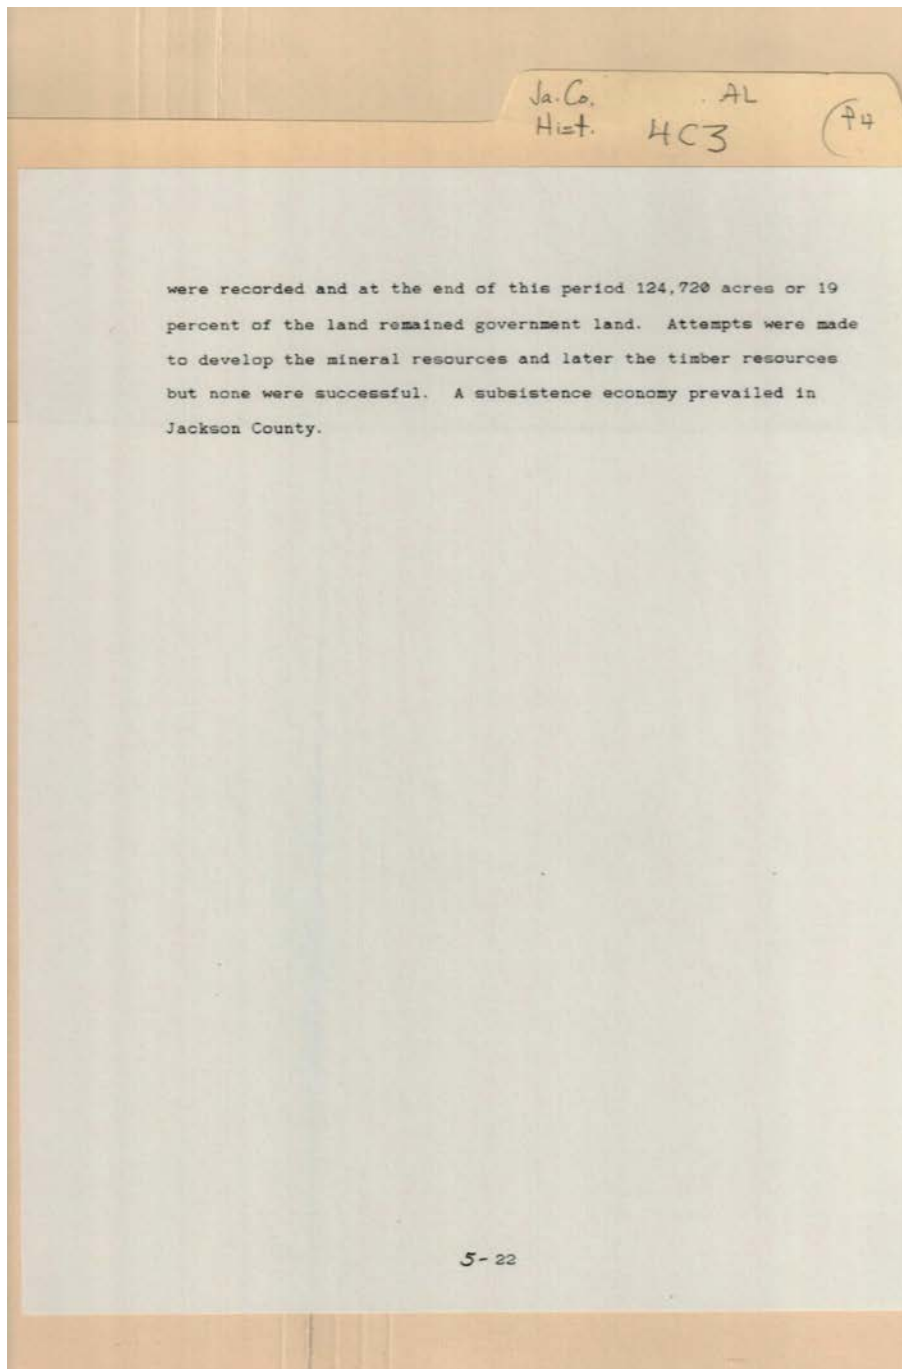 Ja. Co. AL
Hist. 4C3 P4
were recorded and at the end of this period 124,720 acres or 19
percent of the land remained government land. Attempts were made
to develop the mineral resources and later the timber resources
but none were successful. A subsistence economy prevailed in
Jackson County.
5-22